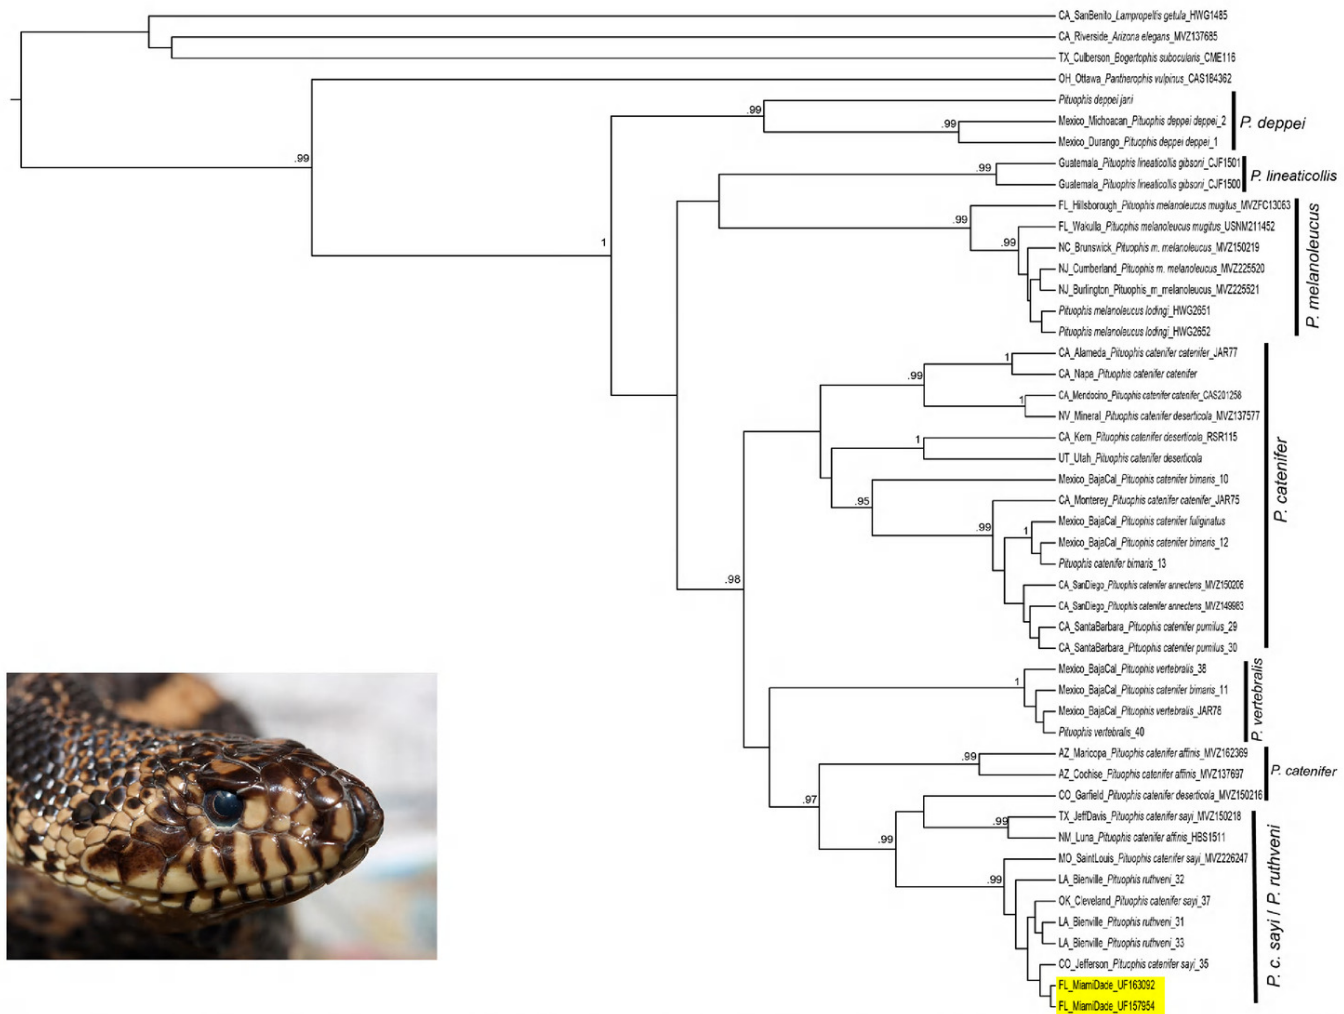 CA_SanBenito_Lampropeltis getula_HWG1485
CA_Riverside_Arizona elegans_MVZ137685
TX_Culberson_Bogertophis subocularis_CME116
OH_Ottawa_Pantherophis vulpinus_CAS184362
.99
Pituophis deppei jani
.99
Mexico_Michoacan_Pituophis deppei deppei_2
.99
Mexico_Durango_Pituophis deppei deppei_1
P. deppei
Guatemala_Pituophis lineaticollis gibsoni_CJF1501
.99
Guatemala_Pituophis lineaticollis gibsoni_CJF1500
P. lineaticollis
1
FL_Hillsborough_Pituophis melanoleucus mugitus_MVZFC13063
.99
FL_Wakulla_Pituophis melanoleucus mugitus_USNM211452
.99
NC_Brunswick_Pituophis m. melanoleucus_MVZ150219
NJ_Cumberland_Pituophis m. melanoleucus_MVZ225520
NJ_Burlington_Pituophis_m_melanoleucus_MVZ225521
Pituophis melanoleucus lodingi_HWG2651
Pituophis melanoleucus lodingi_HWG2652
P. melanoleucus
CA_Alameda_Pituophis catenifer catenifer_JAR77
1
CA_Napa_Pituophis catenifer catenifer
.99
CA_Mendocino_Pituophis catenifer catenifer_CAS201258
1
NV_Mineral_Pituophis catenifer deserticola_MVZ137577
CA_Kern_Pituophis catenifer deserticola_RSR115
1
UT_Utah_Pituophis catenifer deserticola
Mexico_BajaCal_Pituophis catenifer bimaris_10
.95
CA_Monterey_Pituophis catenifer catenifer_JAR75
.99
Mexico_BajaCal_Pituophis catenifer fuliginatus
1
Mexico_BajaCal_Pituophis catenifer bimaris_12
Pituophis catenifer bimaris_13
CA_SanDiego_Pituophis catenifer annectens_MVZ150206
CA_SanDiego_Pituophis catenifer annectens_MVZ149983
CA_SantaBarbara_Pituophis catenifer pumilus_29
CA_SantaBarbara_Pituophis catenifer pumilus_30
P. catenifer
.98
Mexico_BajaCal_Pituophis vertebralis_38
1
Mexico_BajaCal_Pituophis catenifer bimaris_11
Mexico_BajaCal_Pituophis vertebralis_JAR78
Pituophis vertebralis_40
P. vertebralis
AZ_Maricopa_Pituophis catenifer affinis_MVZ162369
.99
AZ_Cochise_Pituophis catenifer affinis_MVZ137697
CO_Garfield_Pituophis catenifer deserticola_MVZ150216
P. catenifer
.97
TX_JeffDavis_Pituophis catenifer sayi_MVZ150218
.99
NM_Luna_Pituophis catenifer affinis_HBS1511
.99
MO_SaintLouis_Pituophis catenifer sayi_MVZ226247
.99
LA_Bienville_Pituophis ruthveni_32
OK_Cleveland_Pituophis catenifer sayi_37
LA_Bienville_Pituophis ruthveni_31
LA_Bienville_Pituophis ruthveni_33
CO_Jefferson_Pituophis catenifer sayi_35
FL_MiamiDade_UF163092
FL_MiamiDade_UF157954
P. c. sayi / P. ruthveni